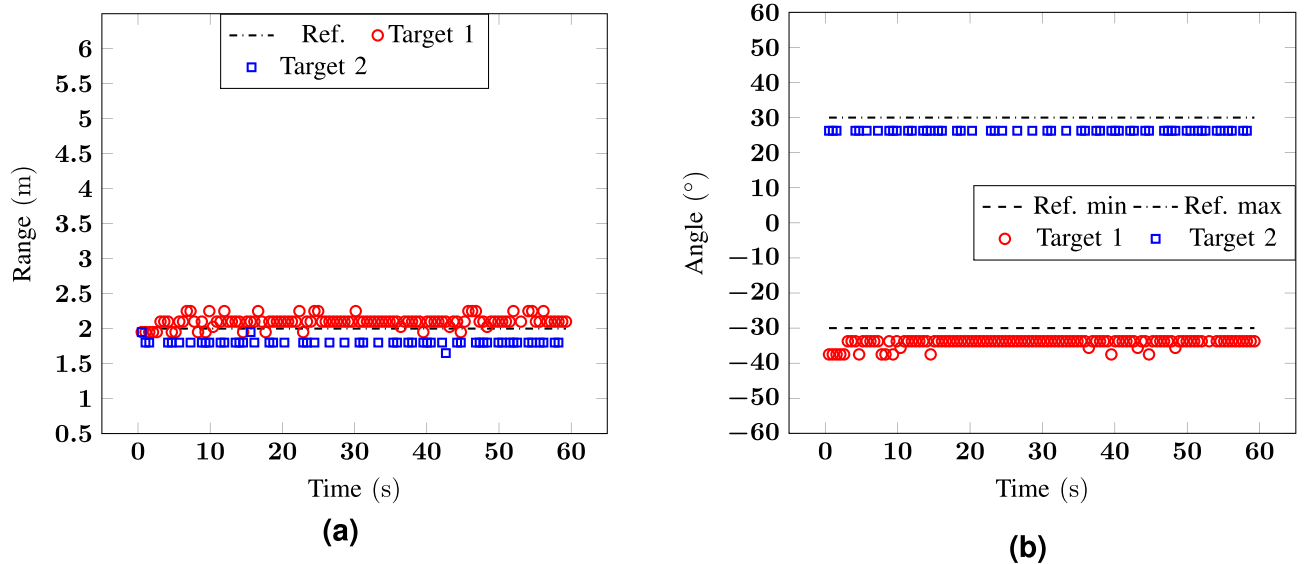 Ref. Target 1
Target 2
6
5.5
5
4.5
4
3.5
3
2.5
2
1.5
1
0.5
0 10 20 30 40 50 60
Range (m)
Time (s)
(a)
60
50
40
30
20
10
0
−10
−20
−30
−40
−50
−60
Ref. min Ref. max
Target 1 Target 2
0 10 20 30 40 50 60
Angle (°)
Time (s)
(b)